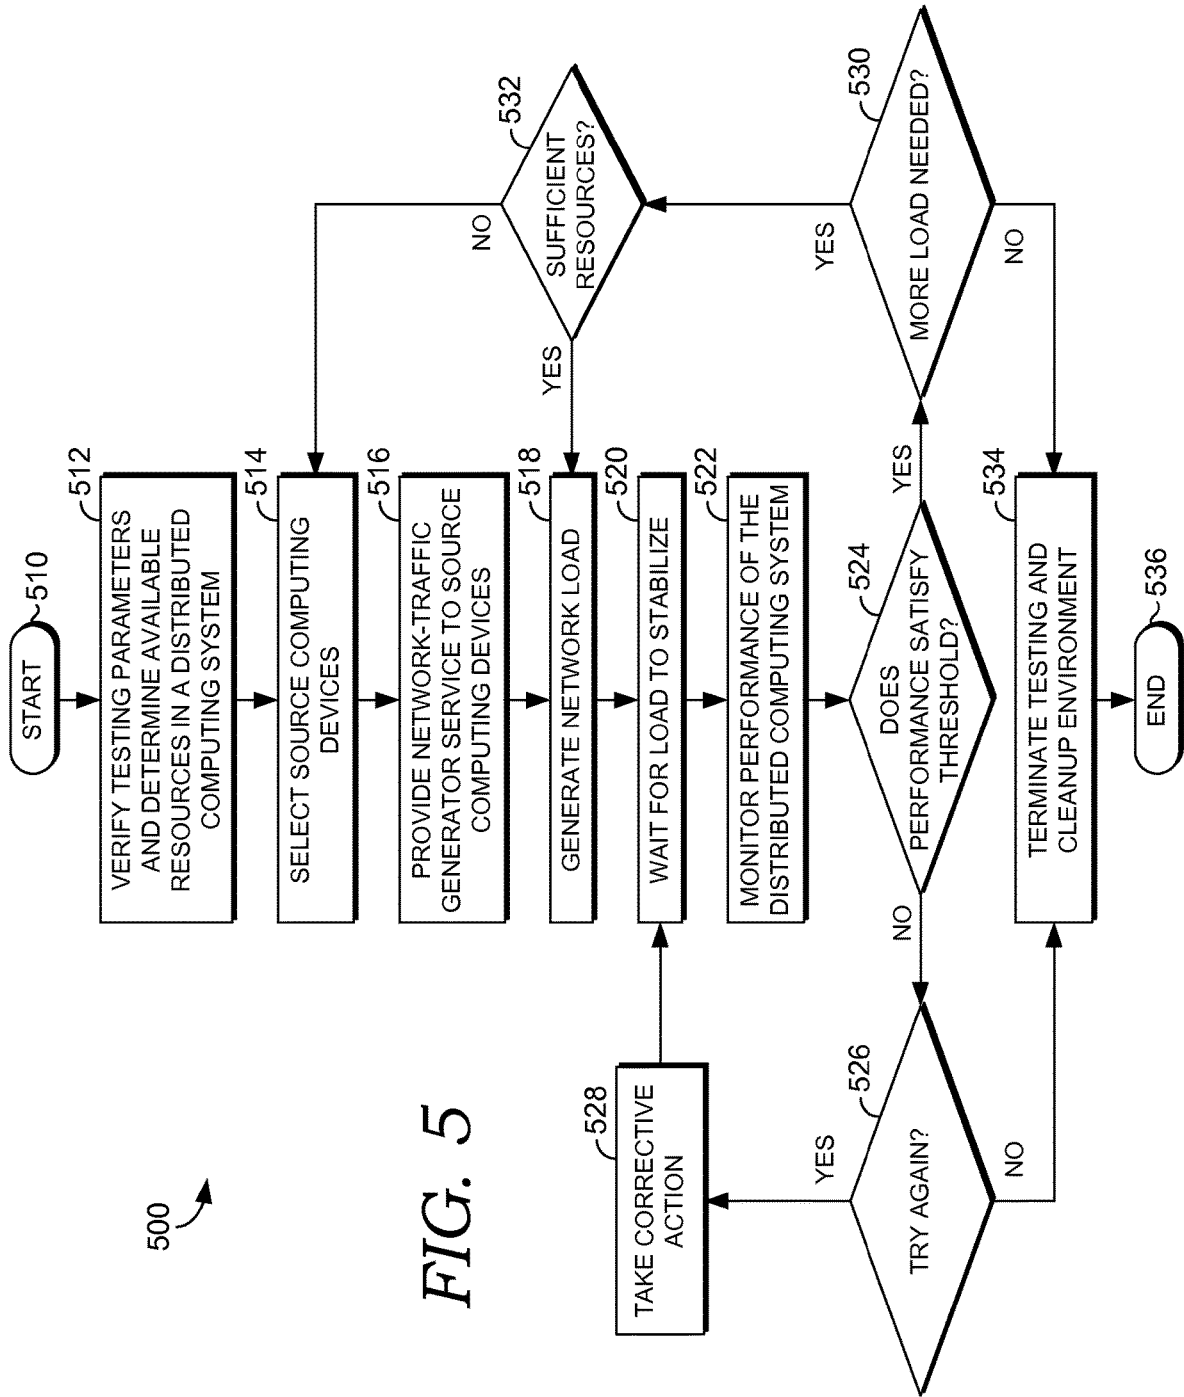 500
START
510
VERIFY TESTING PARAMETERS
AND DETERMINE AVAILABLE
RESOURCES IN A DISTRIBUTED
COMPUTING SYSTEM
512
SELECT SOURCE COMPUTING
DEVICES
514
PROVIDE NETWORK-TRAFFIC
GENERATOR SERVICE TO SOURCE
COMPUTING DEVICES
516
GENERATE NETWORK LOAD
518
WAIT FOR LOAD TO STABILIZE
520
MONITOR PERFORMANCE OF THE
DISTRIBUTED COMPUTING SYSTEM
522
DOES
PERFORMANCE SATISFY
THRESHOLD?
524
NO
YES
TRY AGAIN?
526
YES
NO
TAKE CORRECTIVE
ACTION
528
MORE LOAD NEEDED?
530
YES
NO
SUFFICIENT
RESOURCES?
532
NO
YES
TERMINATE TESTING AND
CLEANUP ENVIRONMENT
534
END
536
FIG. 5